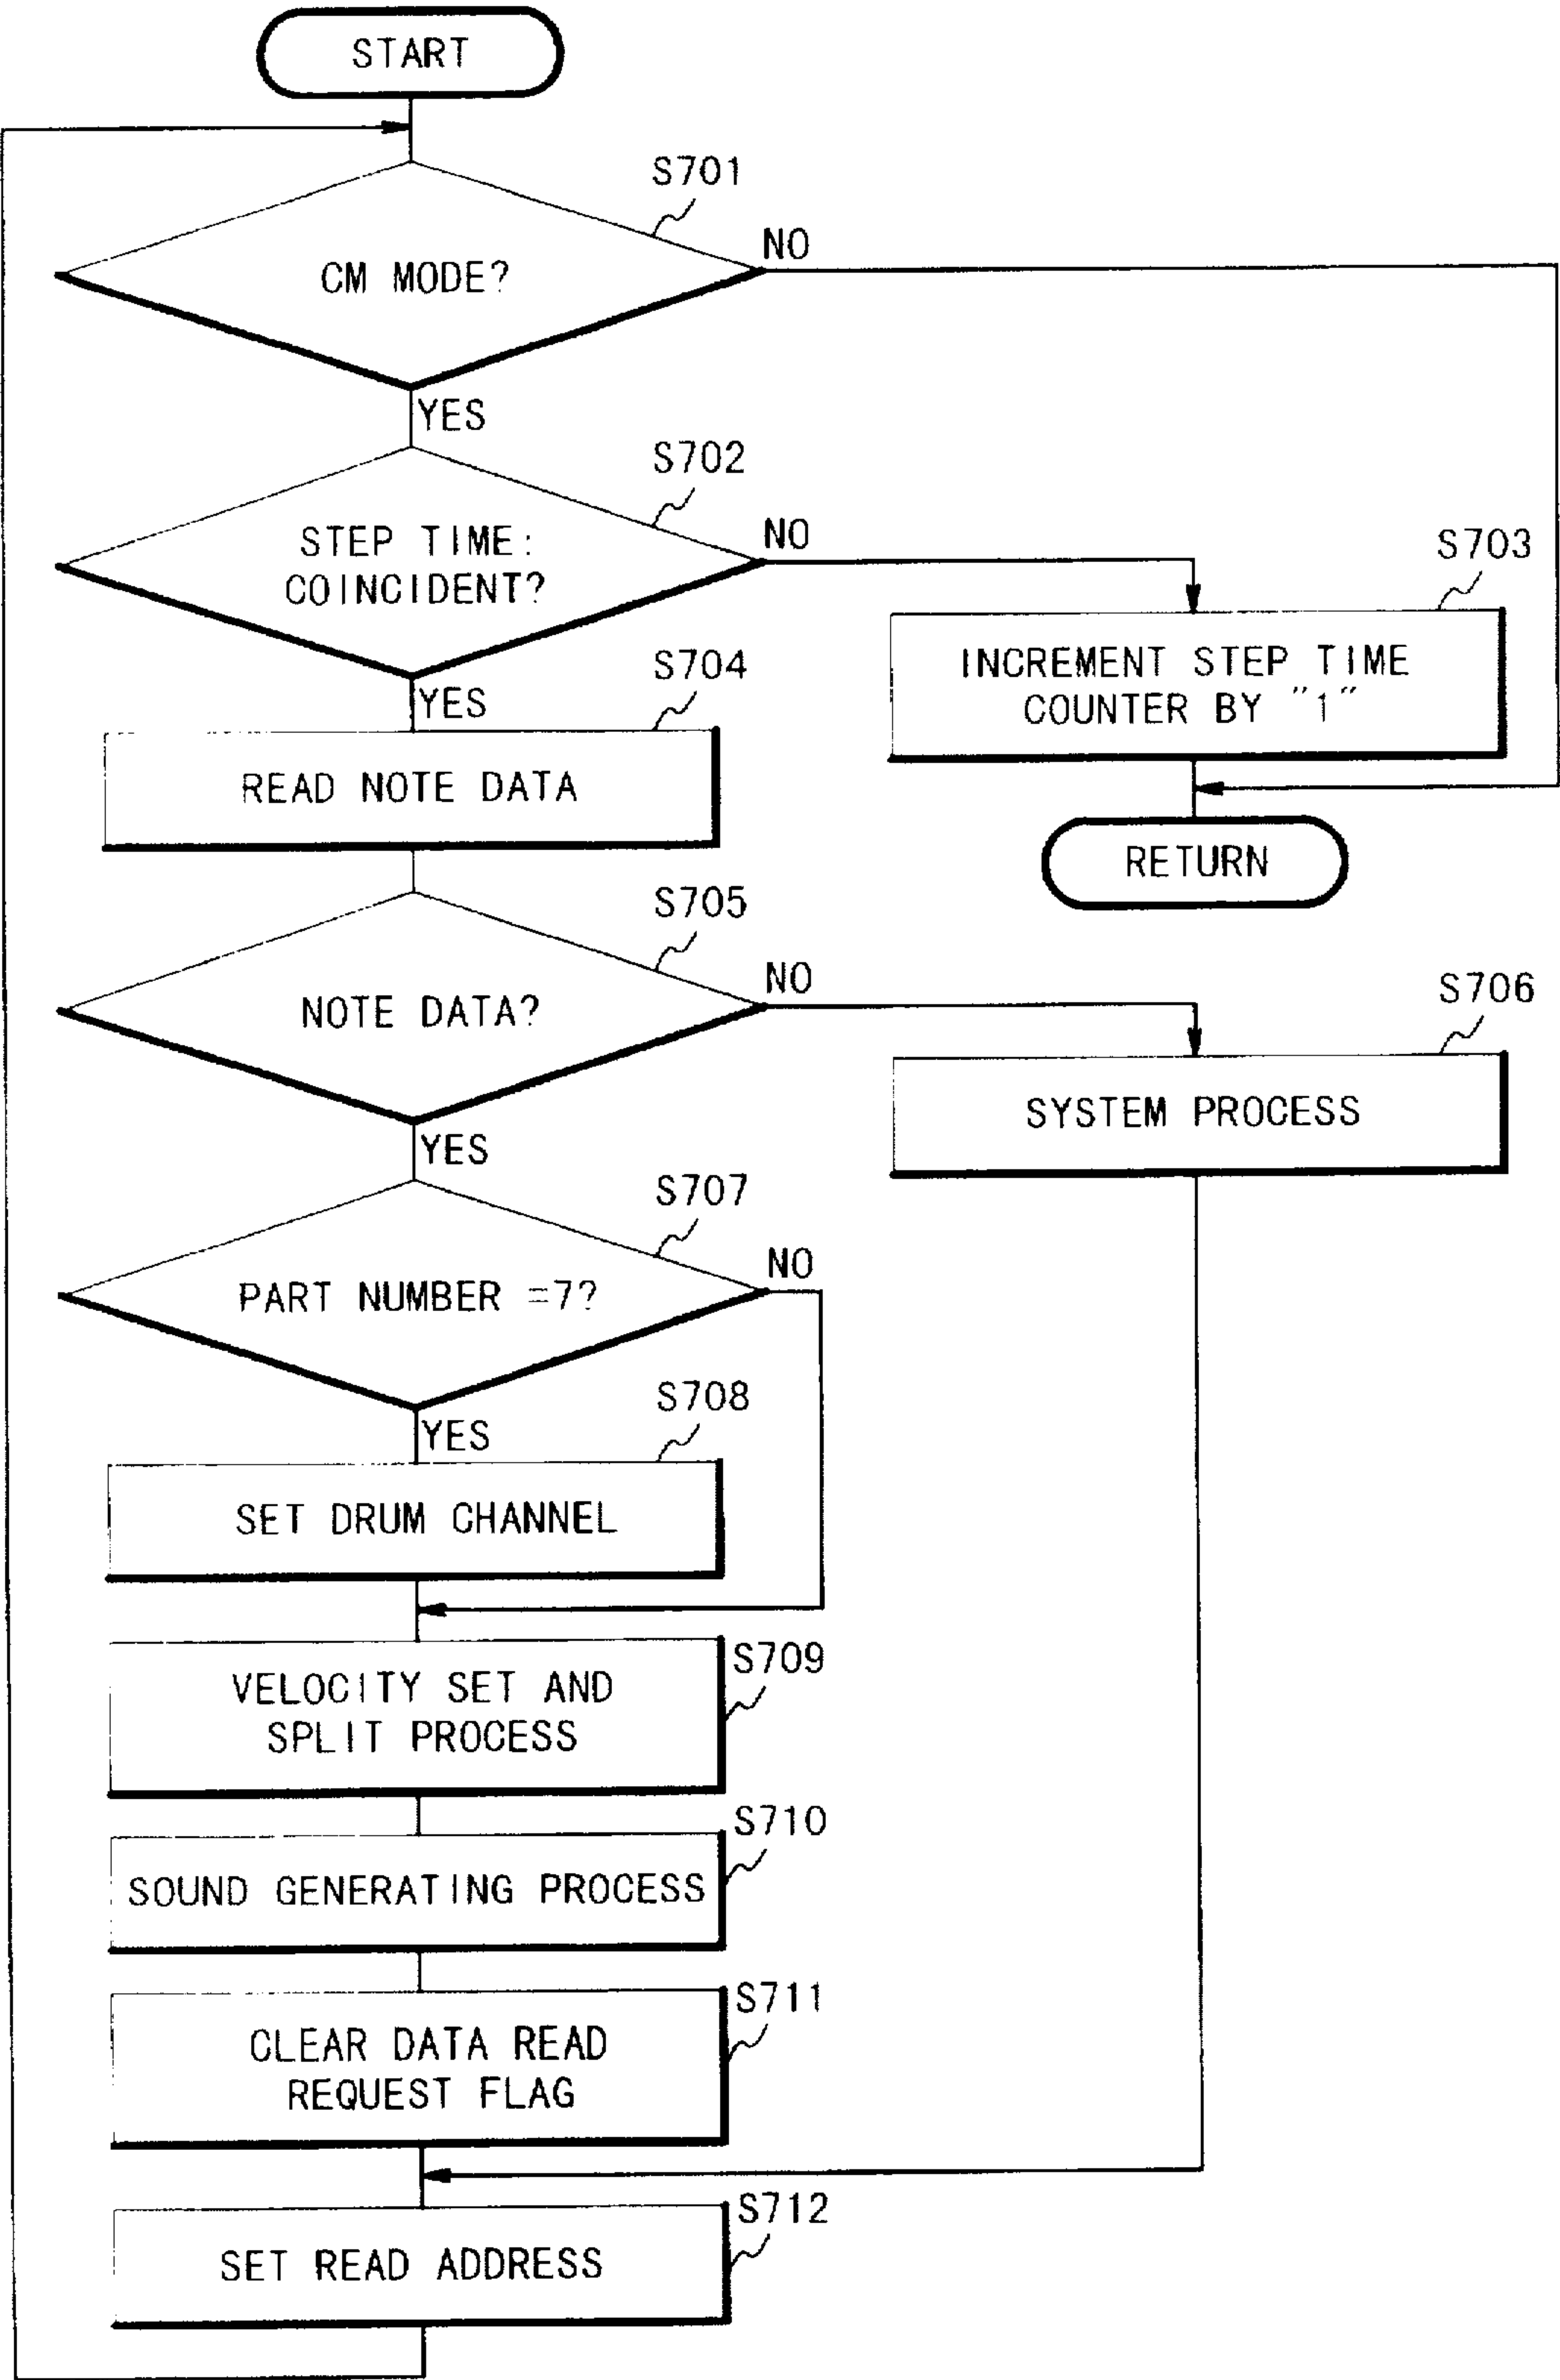 START
S701
CM MODE?
NO
YES
S702
STEP TIME:
COINCIDENT?
NO
S703
INCREMENT STEP TIME
COUNTER BY "1"
YES
S704
READ NOTE DATA
RETURN
S705
NOTE DATA?
NO
S706
SYSTEM PROCESS
YES
S707
PART NUMBER =7?
NO
YES
S708
SET DRUM CHANNEL
S709
VELOCITY SET AND
SPLIT PROCESS
S710
SOUND GENERATING PROCESS
S711
CLEAR DATA READ
REQUEST FLAG
S712
SET READ ADDRESS